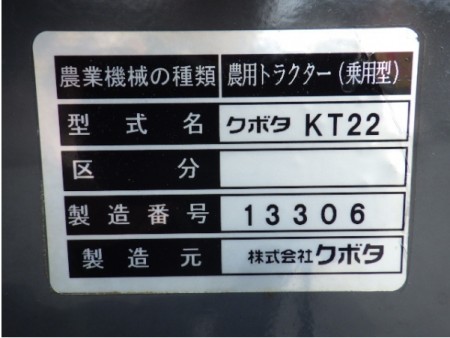 農業機械の種類 農用トラクター(乗用型)
型式名 クボタ KT22
区分
製造番号 13306
製造元 株式会社クボタ